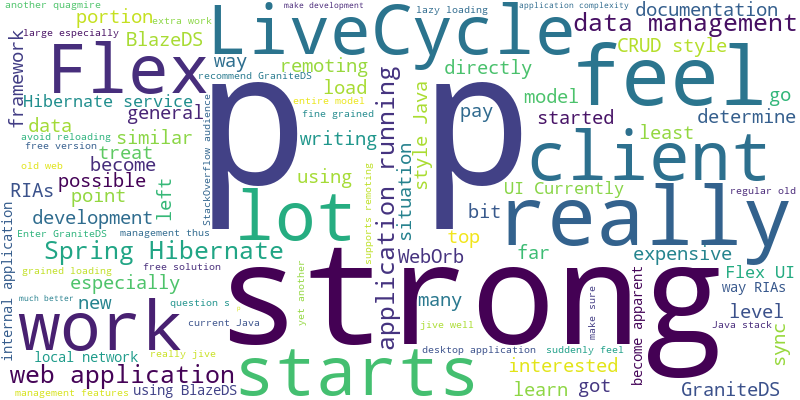 another quagmire
make development
lazy loading
application complexity
documentation
portion
extra work
LiveCycle
data management
large especially
BlazeDS
way
CRUD style
framework
Flex
remoting
recommend GraniteDS
directly
feel
load
entire model
model
go
Hibernate service
general
fine grained
pay
started
determine
data
avoid reloading
free version
similar
StackOverflow audience
p p
writing
style Java
client
least
old web
treat
become
using
UI Currently
RIAs
possible
point
left
lot
application running
situation
really
regular old
development
bit
top
Enter GraniteDS
management thus
supports remoting
internal application
Spring Hibernate
WebOrb
far
expensive
grained loading
free solution
strong
Flex UI
especially
many
way RIAs
much better
new
question s
yet another
make sure
become apparent
level
work
current Java
jive well
Java stack
sync
local network
really jive
desktop application
suddenly feel
web application
starts
interested
management features
using BlazeDS
learn
got
GraniteDS